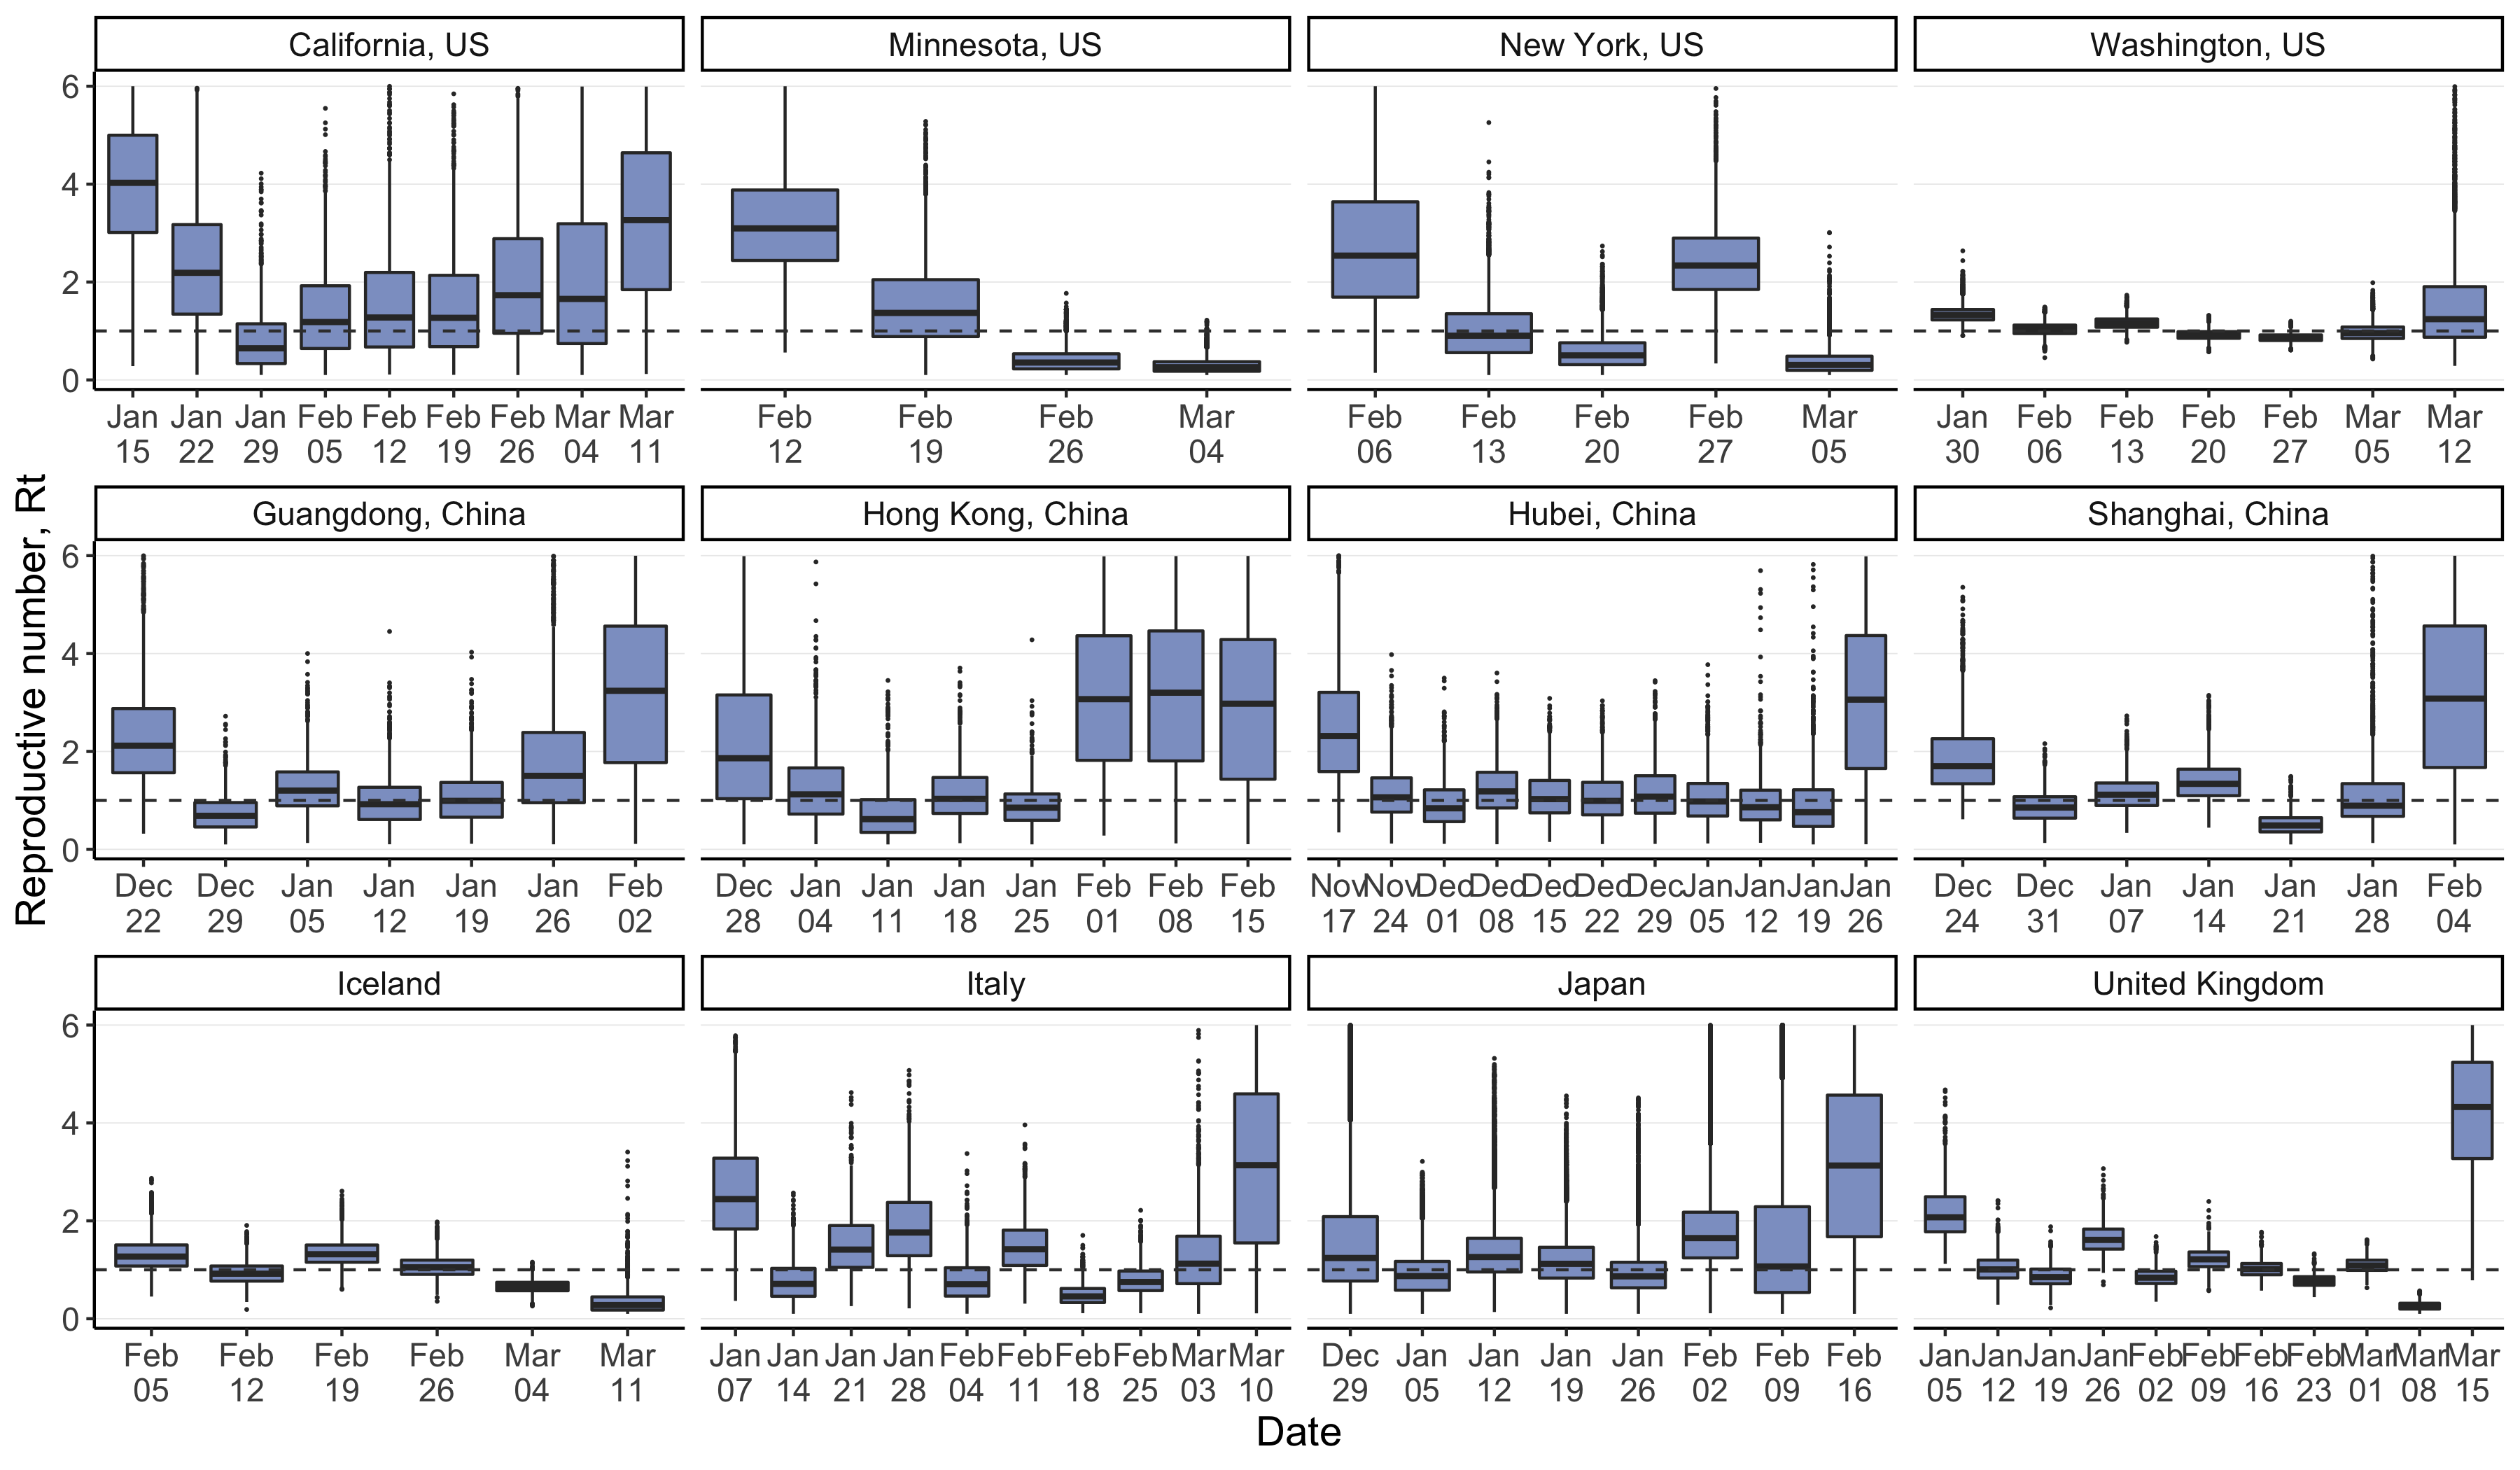 California, US
Minnesota, US
New York, US
Washington, US
6
4
2
0
Jan Jan Jan Feb Feb Feb Feb Mar Mar
15 22 29 05 12 19 26 04 11
Feb Feb Feb Mar
12 19 26 04
Feb Feb Feb Feb Mar
06 13 20 27 05
Jan Feb Feb Feb Feb Mar Mar
30 06 13 20 27 05 12
Reproductive number, Rt
Guangdong, China
Hong Kong, China
Hubei, China
Shanghai, China
6
4
2
0
Dec Dec Jan Jan Jan Jan Feb
22 29 05 12 19 26 02
Dec Jan Jan Jan Jan Feb Feb Feb
28 04 11 18 25 01 08 15
Nov Nov Dec Dec Dec Dec Dec Jan Jan Jan Jan
17 24 01 08 15 22 29 05 12 19 26
Dec Dec Jan Jan Jan Jan Feb
24 31 07 14 21 28 04
Iceland
Italy
Japan
United Kingdom
6
4
2
0
Feb Feb Feb Feb Mar Mar
05 12 19 26 04 11
Jan Jan Jan Jan Feb Feb Feb Feb Mar Mar
07 14 21 28 04 11 18 25 03 10
Dec Jan Jan Jan Jan Feb Feb Feb
29 05 12 19 26 02 09 16
Jan Jan Jan Jan Feb Feb Feb Feb Mar Mar Mar
05 12 19 26 02 09 16 23 01 08 15
Date